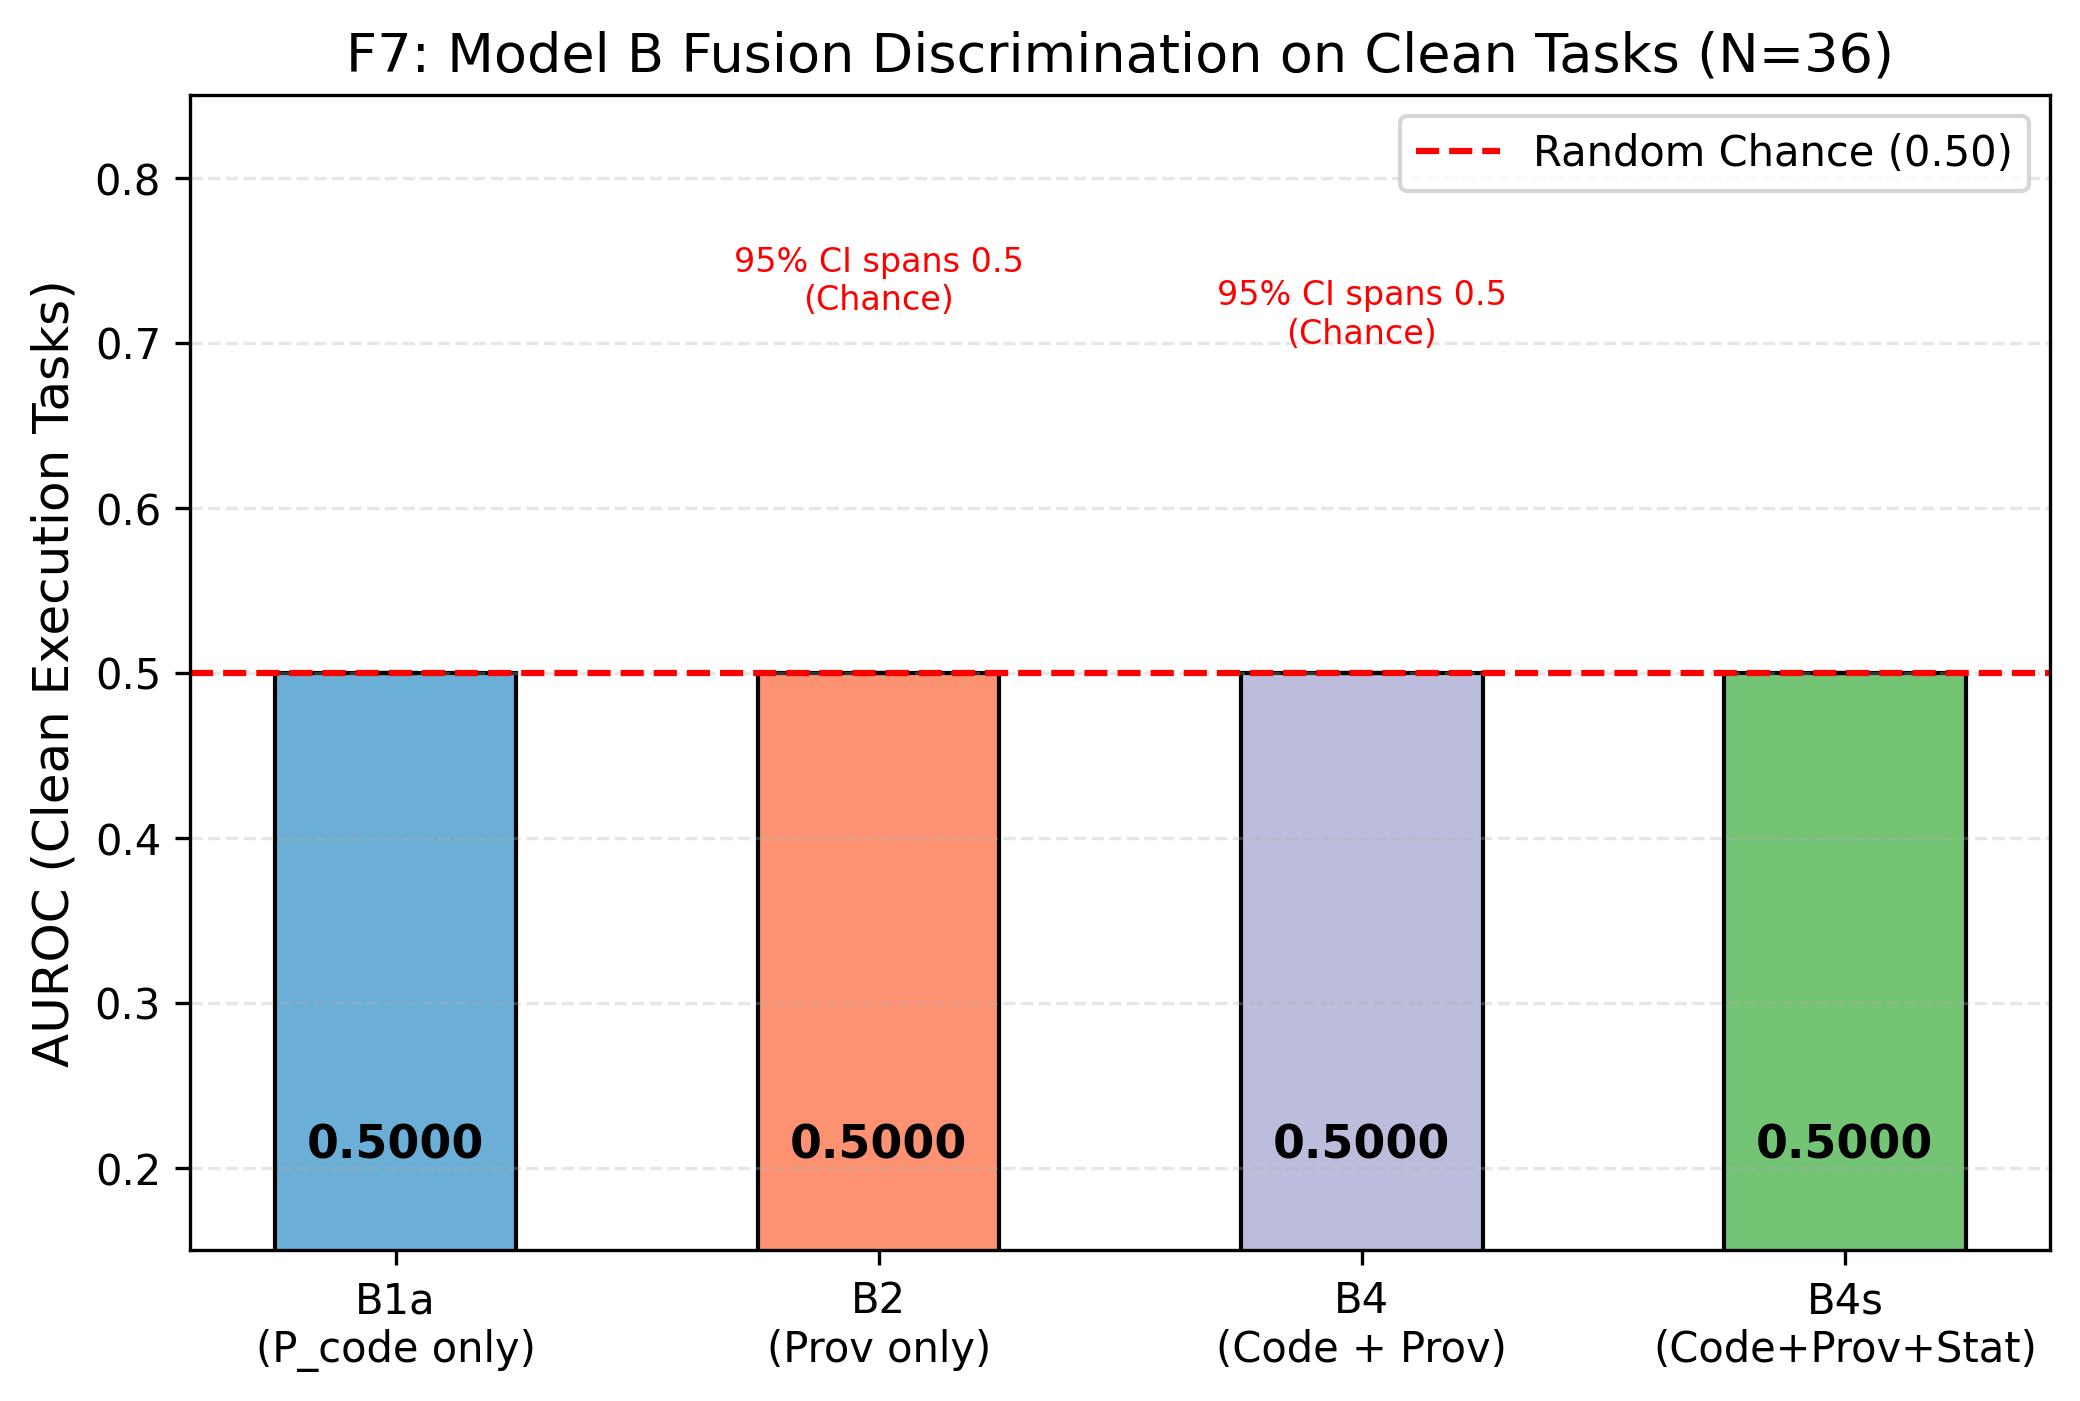 F7: Model B Fusion Discrimination on Clean Tasks (N=36)
Random Chance (0.50)
95% CI spans 0.5
(Chance)
95% CI spans 0.5
(Chance)
AUROC (Clean Execution Tasks)
0.8
0.7
0.6
0.5
0.4
0.3
0.2
0.5000
0.5000
0.5000
0.5000
B1a
(P_code only)
B2
(Prov only)
B4
(Code + Prov)
B4s
(Code+Prov+Stat)